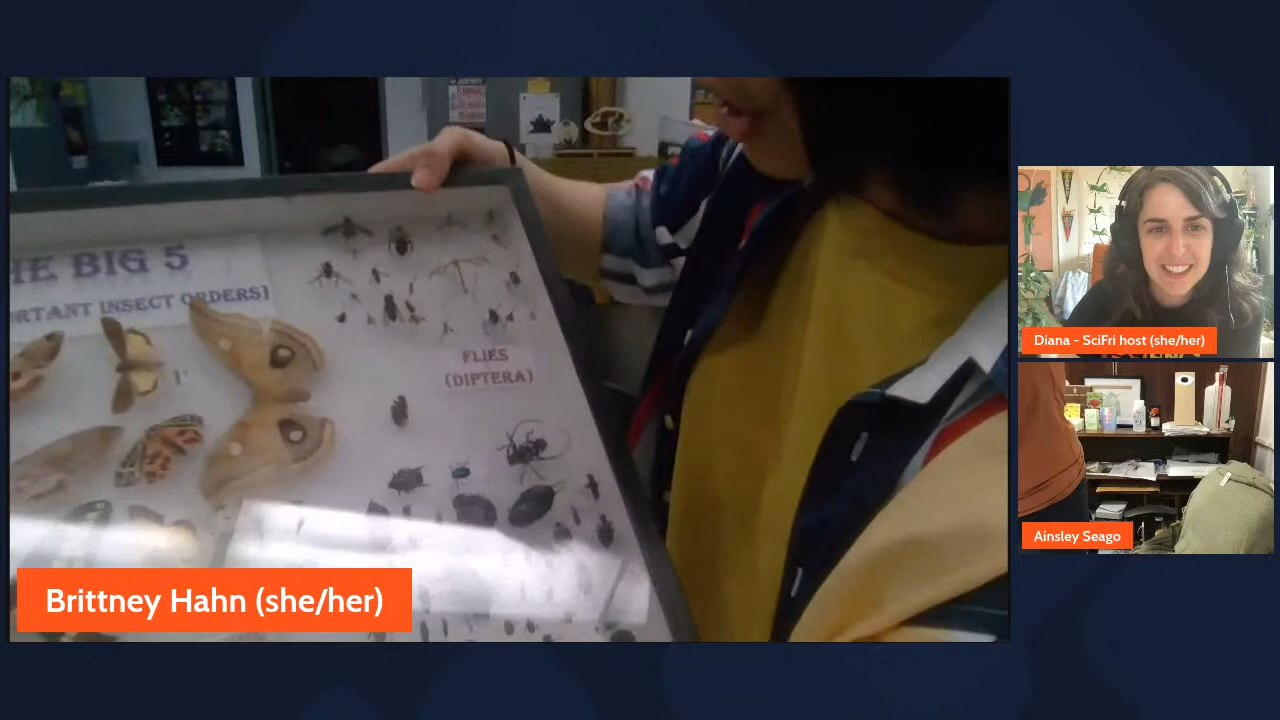 HE BIG 5
RTANT INSECT ORDERS)
FLIES
(DIPTERA)
Brittney Hahn (she/her)
Diana - SciFri host (she/her)
Ainsley Seago